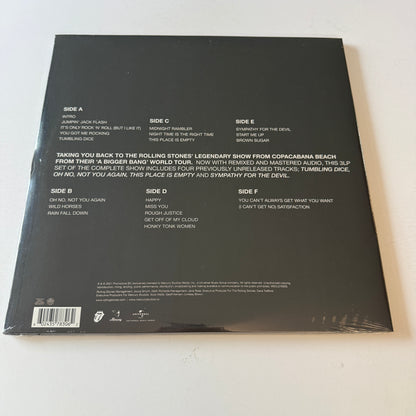 SIDE A
INTRO
JUMPIN' JACK FLASH
IT'S ONLY ROCK 'N' ROLL (BUT I LIKE IT)
YOU GOT ME ROCKING
TUMBLING DICE
SIDE C
MIDNIGHT RAMBLER
NIGHT TIME IS THE RIGHT TIME
THIS PLACE IS EMPTY
SIDE E
SYMPATHY FOR THE DEVIL
START ME UP
BROWN SUGAR
TAKING YOU BACK TO THE ROLLING STONES' LEGENDARY SHOW FROM COPACABANA BEACH
FROM THEIR 'A BIGGER BANG' WORLD TOUR. NOW WITH REMIXED AND MASTERED AUDIO, THIS 3LP
SET OF THE COMPLETE SHOW INCLUDES FOUR PREVIOUSLY UNRELEASED TRACKS; TUMBLING DICE,
OH NO, NOT YOU AGAIN, THIS PLACE IS EMPTY AND SYMPATHY FOR THE DEVIL.
SIDE B
OH NO, NOT YOU AGAIN
WILD HORSES
RAIN FALL DOWN
SIDE D
HAPPY
MISS YOU
ROUGH JUSTICE
GET OFF OF MY CLOUD
HONKY TONK WOMEN
SIDE F
YOU CAN'T ALWAYS GET WHAT YOU WANT
(I CAN'T GET NO) SATISFACTION
UNIVERSAL